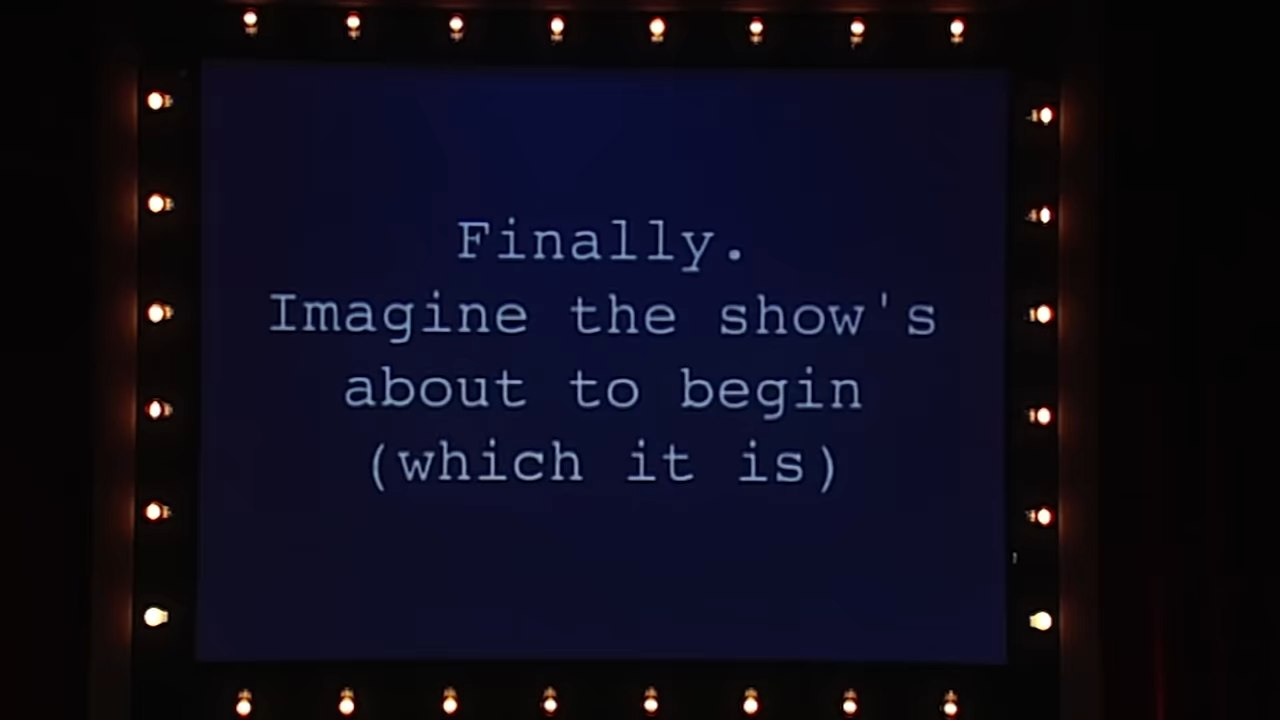 Finally.
Imagine the show's
about to begin
(which it is)